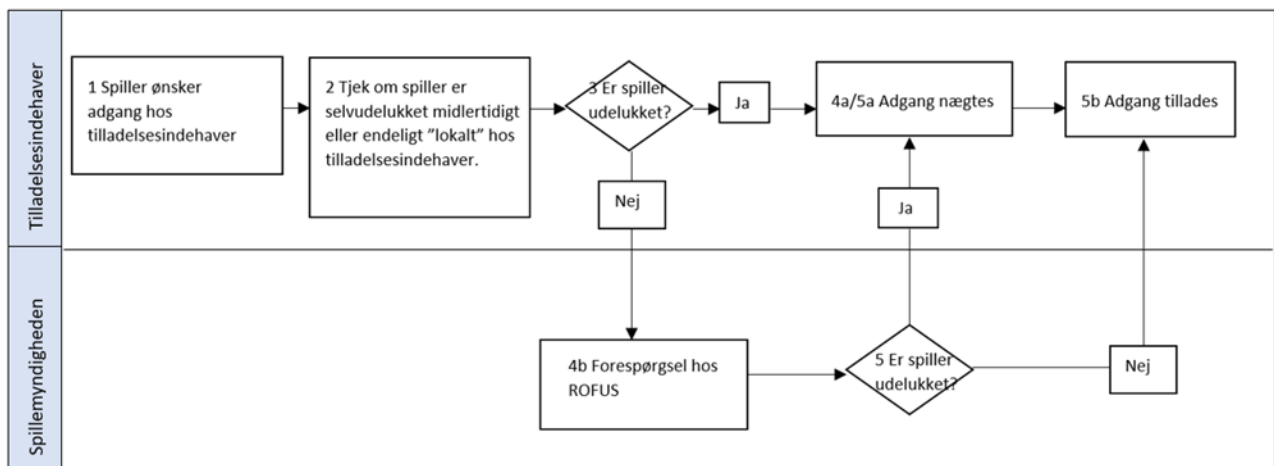 Tilladelsesindehaver
1 Spiller ønsker
adgang hos
tilladelsesindehaver
2 Tjek om spiller er
selvudelukket midlertidigt
eller endeligt ”lokalt” hos
tilladelsesindehaver.
3 Er spiller
udelukket?
Ja
4a/5a Adgang nægtes
5b Adgang tillades
Nej
Ja
Spillemyndigheden
4b Forespørgsel hos
ROFUS
5 Er spiller
udelukket?
Nej